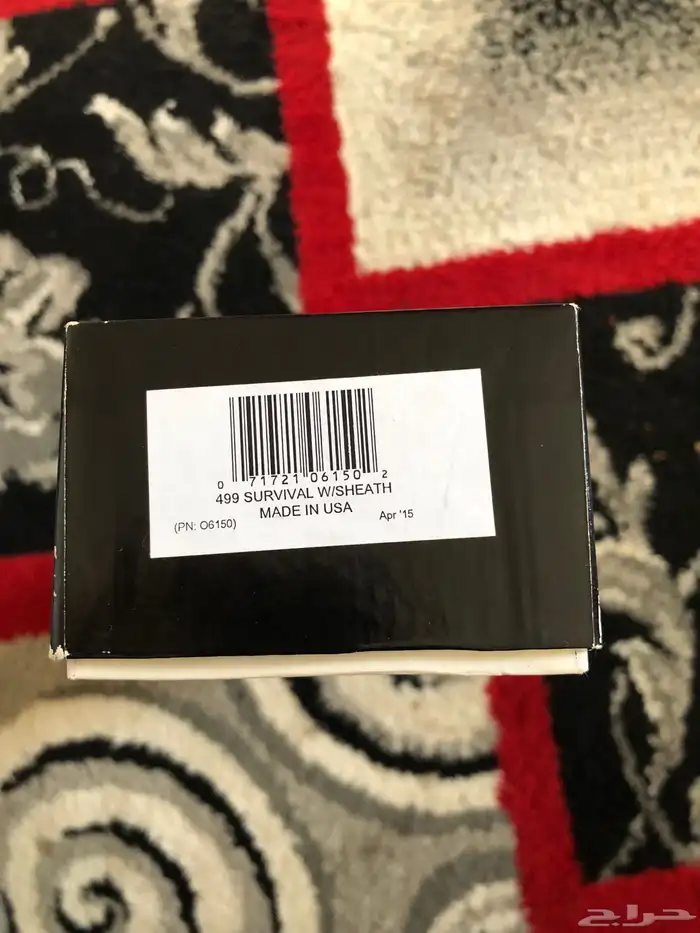 0 71721 06150 2
499 SURVIVAL W/SHEATH
MADE IN USA
(PN: O6150)
Apr '15
حراج